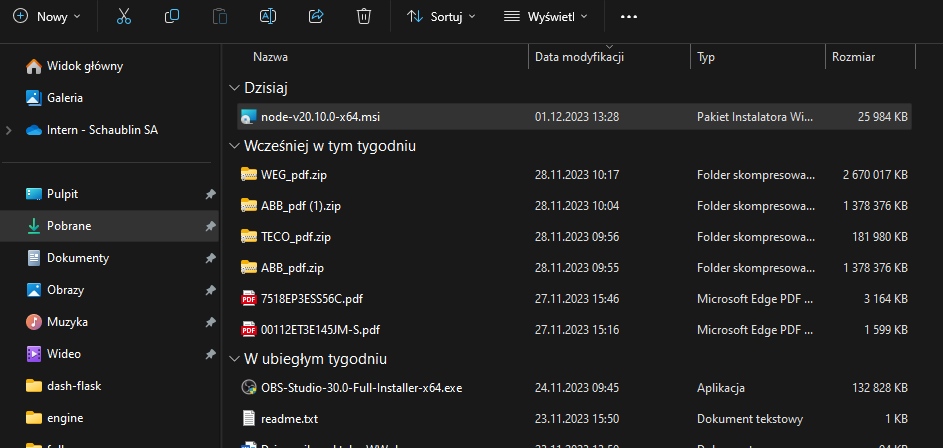 Nowy
Sortuj
Wyświetl
Nazwa Data modyfikacji Typ Rozmiar
Widok główny
Galeria
Intern - Schaublin SA
Pulpit
Pobrane
Dokumenty
Obrazy
Muzyka
Wideo
dash-flask
engine
Dzisiaj
node-v20.10.0-x64.msi 01.12.2023 13:28 Pakiet Instalatora Wi... 25 984 KB
Wcześniej w tym tygodniu
WEG_pdf.zip 28.11.2023 10:17 Folder skompresowa... 2 670 017 KB
ABB_pdf (1).zip 28.11.2023 10:04 Folder skompresowa... 1 378 376 KB
TECO_pdf.zip 28.11.2023 09:56 Folder skompresowa... 181 980 KB
ABB_pdf.zip 28.11.2023 09:55 Folder skompresowa... 1 378 376 KB
PDF 7518EP3ESS56C.pdf 27.11.2023 15:46 Microsoft Edge PDF ... 3 164 KB
PDF 00112ET3E145JM-S.pdf 27.11.2023 15:16 Microsoft Edge PDF ... 1 599 KB
W ubiegłym tygodniu
OBS-Studio-30.0-Full-Installer-x64.exe 24.11.2023 09:45 Aplikacja 132 828 KB
readme.txt 23.11.2023 15:50 Dokument tekstowy 1 KB